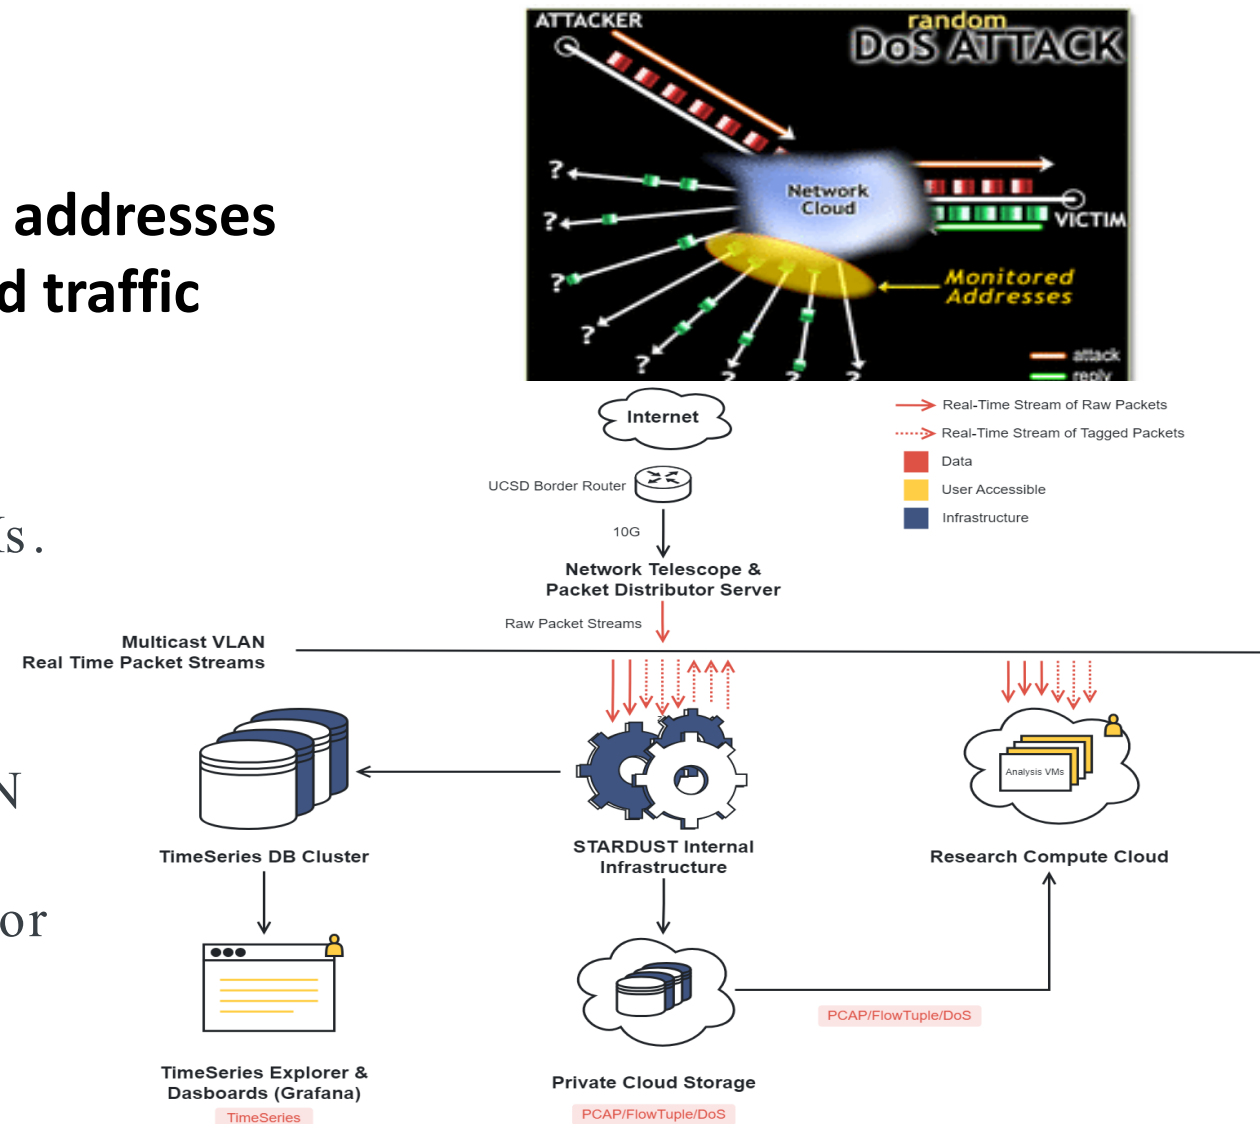 ATTACKER
random
DoS ATTACK
addresses
d traffic
?
?
?
?
?
?
?
?
Network
Cloud
VICTIM
Monitored
Addresses
attack
reply
s.
N
or
Internet
UCSD Border Router
10G
Network Telescope &
Packet Distributor Server
Raw Packet Streams
Multicast VLAN
Real Time Packet Streams
Real-Time Stream of Raw Packets
Real-Time Stream of Tagged Packets
Data
User Accessible
Infrastructure
Analysis VMs
TimeSeries DB Cluster
STARDUST Internal
Infrastructure
Research Compute Cloud
PCAP/FlowTuple/DoS
TimeSeries Explorer &
Dasboards (Grafana)
TimeSeries
Private Cloud Storage
PCAP/FlowTuple/DoS